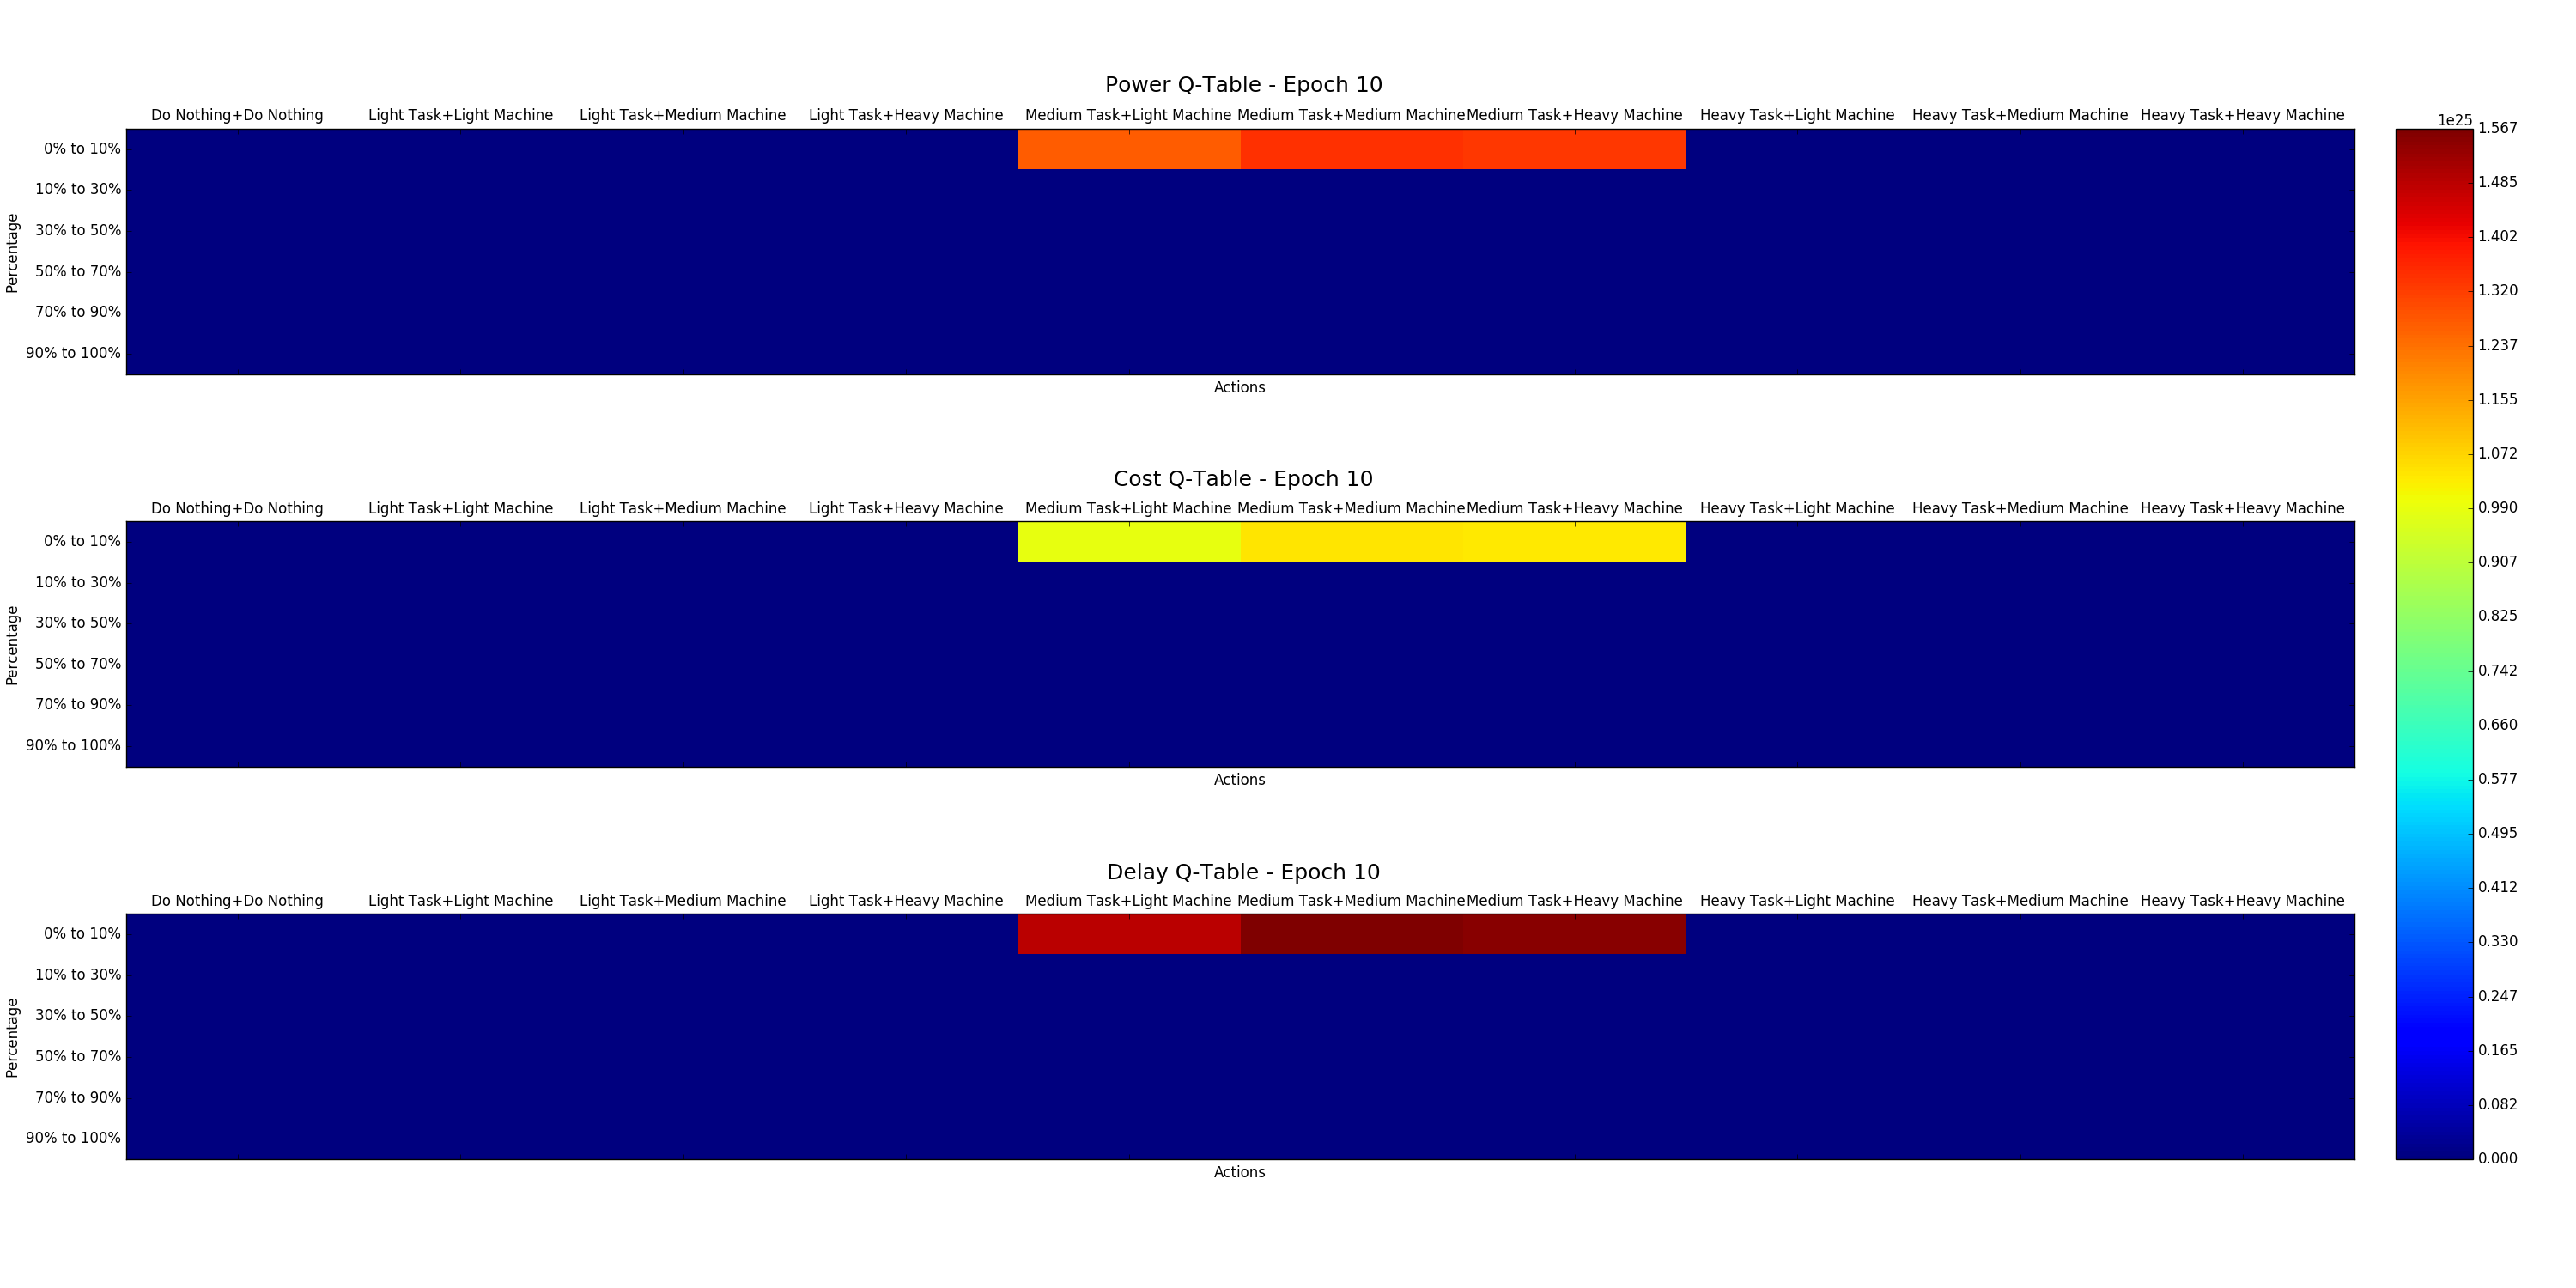 Power Q-Table - Epoch 10
Do Nothing+Do Nothing Light Task+Light Machine Light Task+Medium Machine Light Task+Heavy Machine Medium Task+Light Machine Medium Task+Medium Machine Medium Task+Heavy Machine Heavy Task+Light Machine Heavy Task+Medium Machine Heavy Task+Heavy Machine
Percentage
0% to 10%
10% to 30%
30% to 50%
50% to 70%
70% to 90%
90% to 100%
Actions
Cost Q-Table - Epoch 10
Do Nothing+Do Nothing Light Task+Light Machine Light Task+Medium Machine Light Task+Heavy Machine Medium Task+Light Machine Medium Task+Medium Machine Medium Task+Heavy Machine Heavy Task+Light Machine Heavy Task+Medium Machine Heavy Task+Heavy Machine
Percentage
0% to 10%
10% to 30%
30% to 50%
50% to 70%
70% to 90%
90% to 100%
Actions
Delay Q-Table - Epoch 10
Do Nothing+Do Nothing Light Task+Light Machine Light Task+Medium Machine Light Task+Heavy Machine Medium Task+Light Machine Medium Task+Medium Machine Medium Task+Heavy Machine Heavy Task+Light Machine Heavy Task+Medium Machine Heavy Task+Heavy Machine
Percentage
0% to 10%
10% to 30%
30% to 50%
50% to 70%
70% to 90%
90% to 100%
Actions
1e25
1.567
1.485
1.402
1.320
1.237
1.155
1.072
0.990
0.907
0.825
0.742
0.660
0.577
0.495
0.412
0.330
0.247
0.165
0.082
0.000